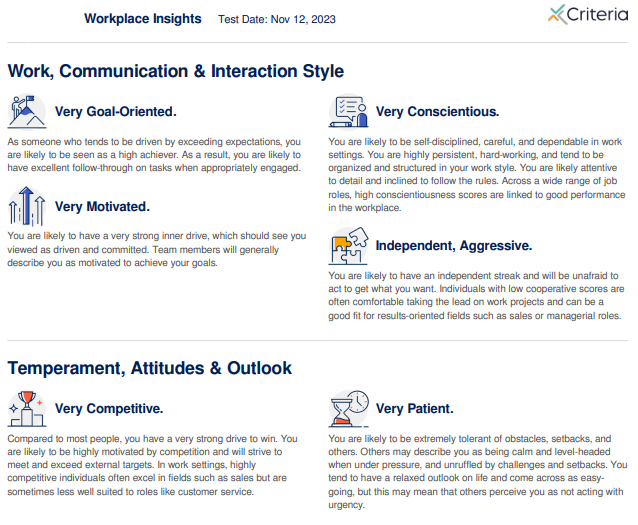 Workplace Insights Test Date: Nov 12, 2023
Criteria
Work, Communication & Interaction Style
Very Goal-Oriented.
As someone who tends to be driven by exceeding expectations, you
are likely to be seen as a high achiever. As a result, you are likely to
have excellent follow-through on tasks when appropriately engaged.
Very Motivated.
You are likely to have a very strong inner drive, which should see you
viewed as driven and committed. Team members will generally
describe you as motivated to achieve your goals.
Very Conscientious.
You are likely to be self-disciplined, careful, and dependable in work
settings. You are highly persistent, hard-working, and tend to be
organized and structured in your work style. You are likely attentive
to detail and inclined to follow the rules. Across a wide range of job
roles, high conscientiousness scores are linked to good performance
in the workplace.
Independent, Aggressive.
You are likely to have an independent streak and will be unafraid to
act to get what you want. Individuals with low cooperative scores are
often comfortable taking the lead on work projects and can be a
good fit for results-oriented fields such as sales or managerial roles.
Temperament, Attitudes & Outlook
Very Competitive.
Compared to most people, you have a very strong drive to win. You
are likely to be highly motivated by competition and will strive to
meet and exceed external targets. In work settings, highly
competitive individuals often excel in fields such as sales but are
sometimes less well suited to roles like customer service.
Very Patient.
You are likely to be extremely tolerant of obstacles, setbacks, and
others. Others may describe you as being calm and level-headed
when under pressure, and unruffled by challenges and setbacks. You
tend to have a relaxed outlook on life and come across as easy-
going, but this may mean that others perceive you as not acting with
urgency.